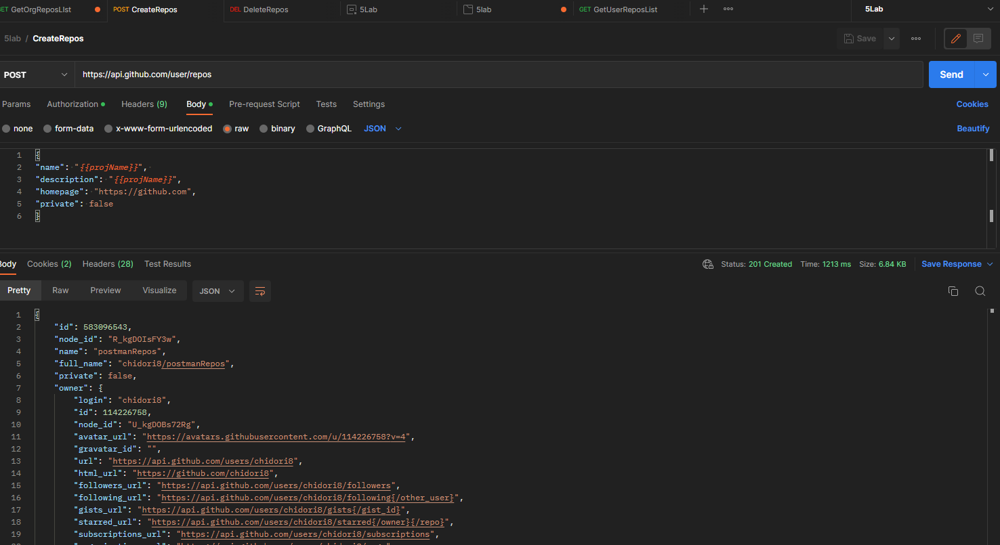 GetOrgReposLIst POST CreateRepos DEL DeleteRepos 5Lab 5lab GET GetUserReposList 5Lab
5lab / CreateRepos Save
POST https://api.github.com/user/repos Send
Params Authorization Headers (9) Body Pre-request Script Tests Settings Cookies
none form-data x-www-form-urlencoded raw binary GraphQL JSON Beautify
1 {
2 "name": "{{projName}}",
3 "description": "{{projName}}",
4 "homepage": "https://github.com",
5 "private": false
6 }
Body Cookies (2) Headers (28) Test Results Status: 201 Created Time: 1213 ms Size: 6.84 KB Save Response
Pretty Raw Preview Visualize JSON
1 {
2 "id": 583096543,
3 "node_id": "R_kgDOIsFY3w",
4 "name": "postmanRepos",
5 "full_name": "chidori8/postmanRepos",
6 "private": false,
7 "owner": {
8 "login": "chidori8",
9 "id": 114226758,
10 "node_id": "U_kgDOBs72Rg",
11 "avatar_url": "https://avatars.githubusercontent.com/u/114226758?v=4",
12 "gravatar_id": "",
13 "url": "https://api.github.com/users/chidori8",
14 "html_url": "https://github.com/chidori8",
15 "followers_url": "https://api.github.com/users/chidori8/followers",
16 "following_url": "https://api.github.com/users/chidori8/following{/other_user}",
17 "gists_url": "https://api.github.com/users/chidori8/gists{/gist_id}",
18 "starred_url": "https://api.github.com/users/chidori8/starred{/owner}{/repo}",
19 "subscriptions_url": "https://api.github.com/users/chidori8/subscriptions",